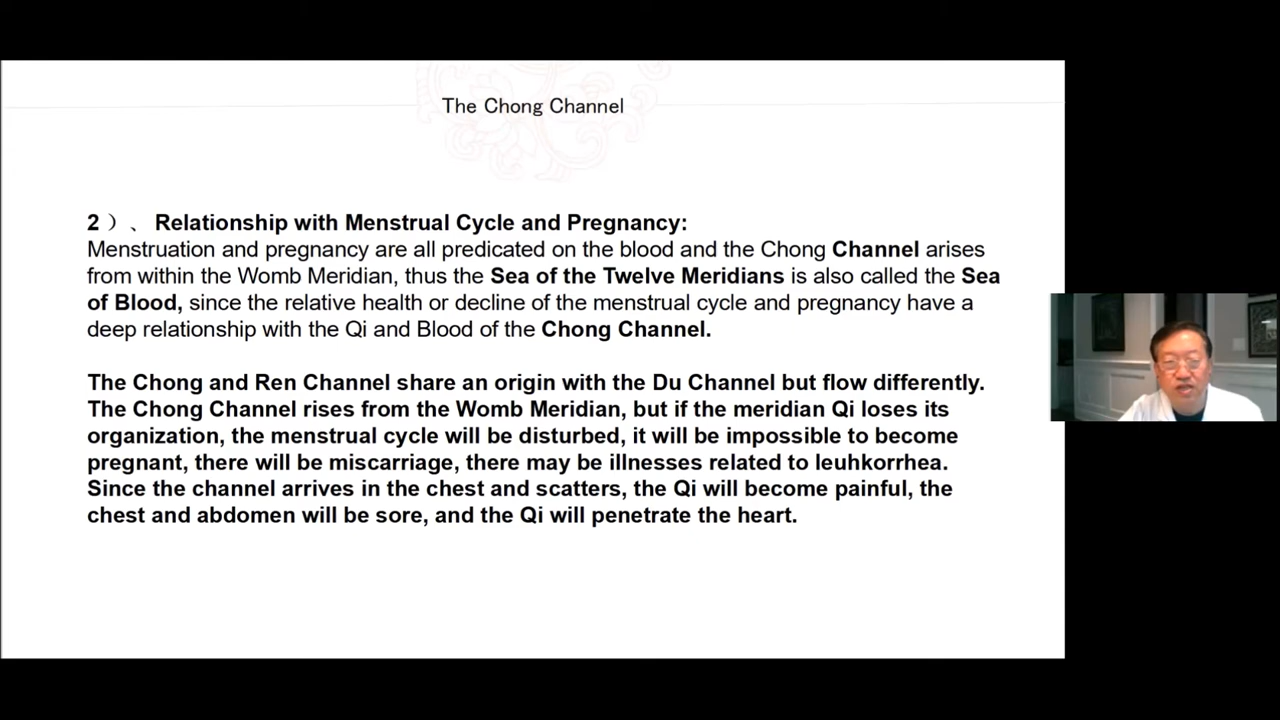 The Chong Channel
2）、 Relationship with Menstrual Cycle and Pregnancy:
Menstruation and pregnancy are all predicated on the blood and the Chong Channel arises
from within the Womb Meridian, thus the Sea of the Twelve Meridians is also called the Sea
of Blood, since the relative health or decline of the menstrual cycle and pregnancy have a
deep relationship with the Qi and Blood of the Chong Channel.
The Chong and Ren Channel share an origin with the Du Channel but flow differently.
The Chong Channel rises from the Womb Meridian, but if the meridian Qi loses its
organization, the menstrual cycle will be disturbed, it will be impossible to become
pregnant, there will be miscarriage, there may be illnesses related to leuhkorrhea.
Since the channel arrives in the chest and scatters, the Qi will become painful, the
chest and abdomen will be sore, and the Qi will penetrate the heart.